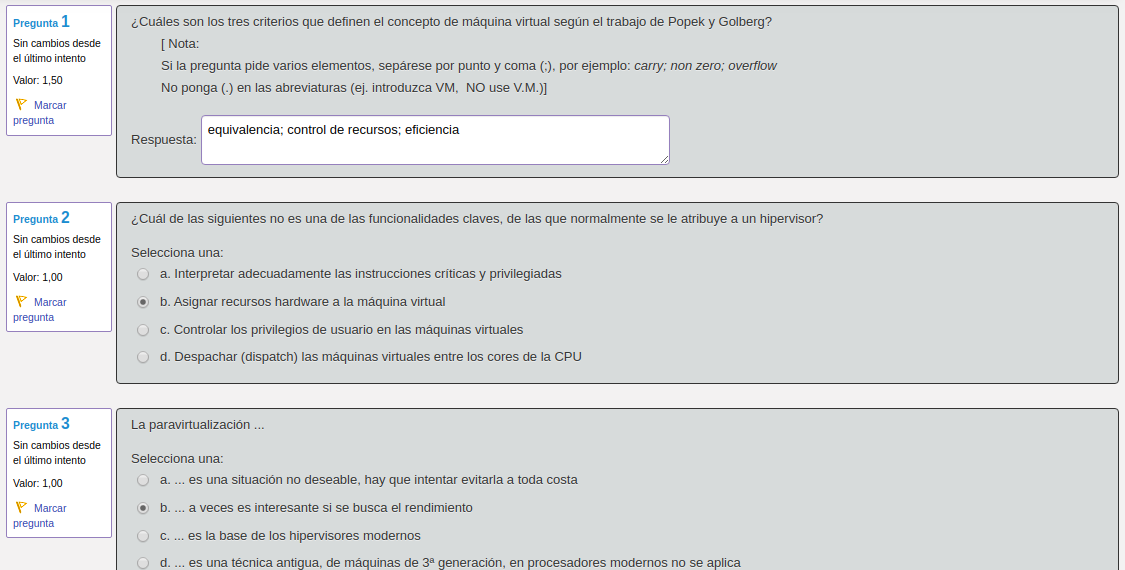 Pregunta 1
Sin cambios desde
el último intento
Valor: 1,50
Marcar
pregunta
¿Cuáles son los tres criterios que definen el concepto de máquina virtual según el trabajo de Popek y Golberg?
[ Nota:
Si la pregunta pide varios elementos, sepárese por punto y coma (;), por ejemplo: carry; non zero; overflow
No ponga (.) en las abreviaturas (ej. introduzca VM, NO use V.M.)]
Respuesta:
equivalencia; control de recursos; eficiencia
Pregunta 2
Sin cambios desde
el último intento
Valor: 1,00
Marcar
pregunta
¿Cuál de las siguientes no es una de las funcionalidades claves, de las que normalmente se le atribuye a un hipervisor?
Selecciona una:
a. Interpretar adecuadamente las instrucciones críticas y privilegiadas
b. Asignar recursos hardware a la máquina virtual
c. Controlar los privilegios de usuario en las máquinas virtuales
d. Despachar (dispatch) las máquinas virtuales entre los cores de la CPU
Pregunta 3
Sin cambios desde
el último intento
Valor: 1,00
Marcar
pregunta
La paravirtualización ...
Selecciona una:
a. ... es una situación no deseable, hay que intentar evitarla a toda costa
b. ... a veces es interesante si se busca el rendimiento
c. ... es la base de los hipervisores modernos
d. ... es una técnica antigua, de máquinas de 3ª generación, en procesadores modernos no se aplica